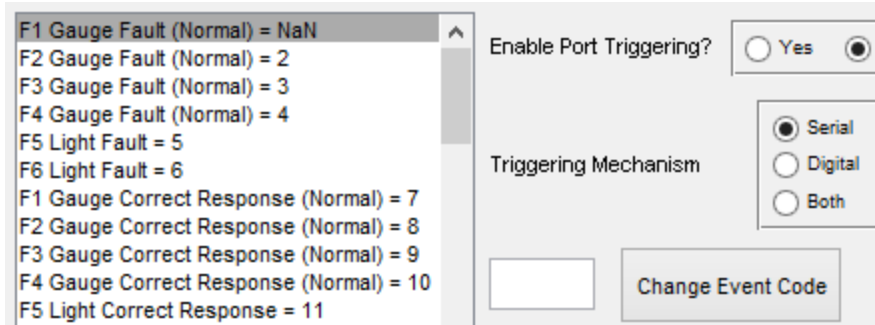 F1 Gauge Fault (Normal) = NaN
F2 Gauge Fault (Normal) = 2
F3 Gauge Fault (Normal) = 3
F4 Gauge Fault (Normal) = 4
F5 Light Fault = 5
F6 Light Fault = 6
F1 Gauge Correct Response (Normal) = 7
F2 Gauge Correct Response (Normal) = 8
F3 Gauge Correct Response (Normal) = 9
F4 Gauge Correct Response (Normal) = 10
F5 Light Correct Response = 11
Enable Port Triggering?
Yes
Triggering Mechanism
Serial
Digital
Both
Change Event Code